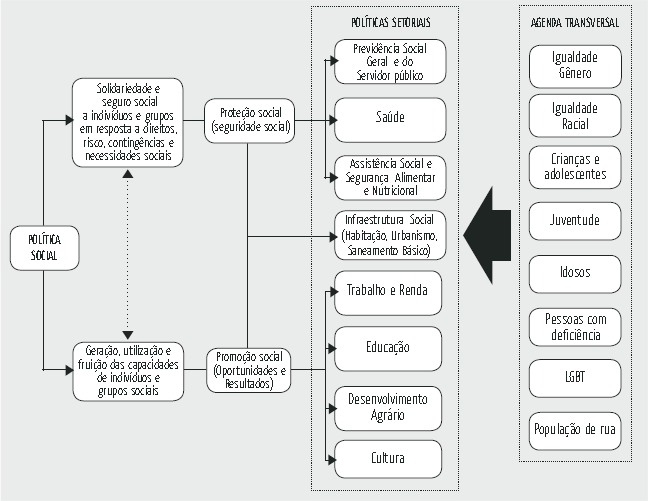 POLÍTICA
SOCIAL
Solidariedade e
seguro social
a indivíduos e grupos
em resposta a direitos,
risco, contingências e
necessidades sociais
Geração, utilização e
fruição das capacidades
de indivíduos e
grupos sociais
Proteção social
(seguridade social)
Promoção social
(Oportunidades e
Resultados)
POLÍTICAS SETORIAIS
Previdência Social
Geral e do
Servidor público
Saúde
Assistência Social e
Segurança Alimentar
e Nutricional
Infraestrutura Social
(Habitação, Urbanismo,
Saneamento Básico)
Trabalho e Renda
Educação
Desenvolvimento
Agrário
Cultura
AGENDA TRANSVERSAL
Igualdade
Gênero
Igualdade
Racial
Crianças e
adolescentes
Juventude
Idosos
Pessoas com
deficiência
LGBT
População de rua